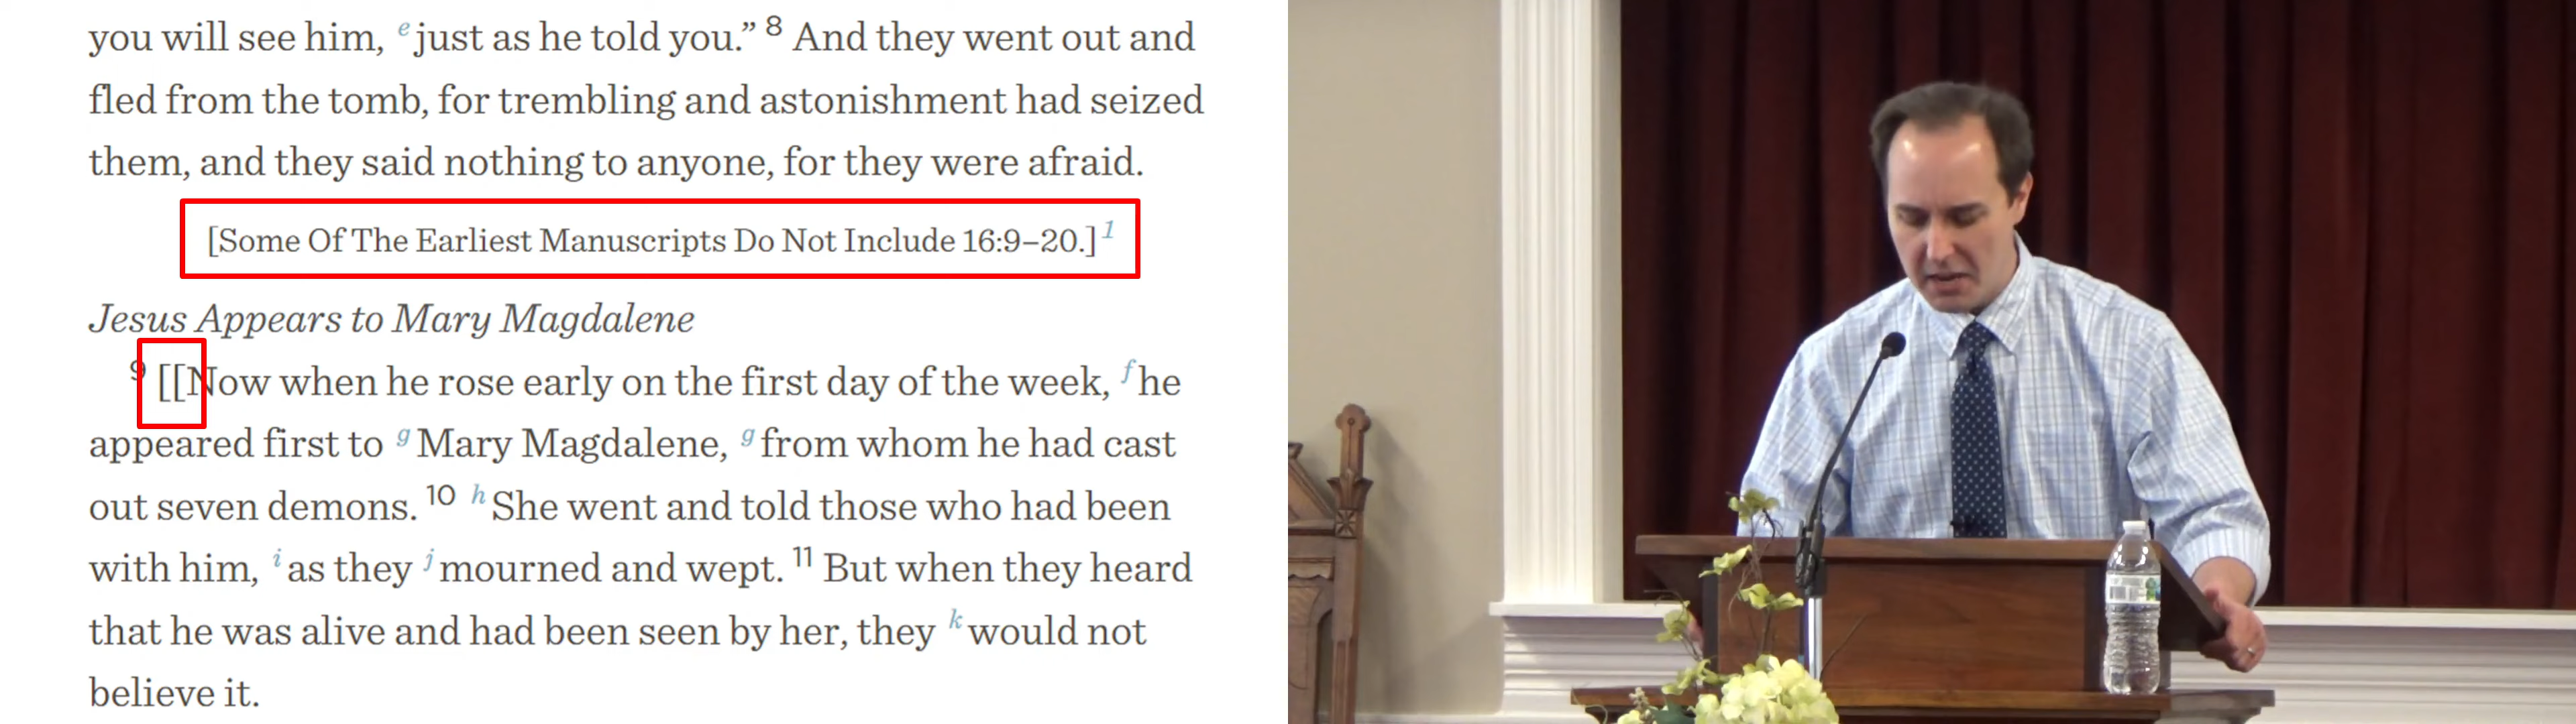 you will see him, e just as he told you.” 8 And they went out and
fled from the tomb, for trembling and astonishment had seized
them, and they said nothing to anyone, for they were afraid.
[Some Of The Earliest Manuscripts Do Not Include 16:9–20.] 1
Jesus Appears to Mary Magdalene
9 [[Now when he rose early on the first day of the week, f he
appeared first to g Mary Magdalene, g from whom he had cast
out seven demons. 10 h She went and told those who had been
with him, i as they j mourned and wept. 11 But when they heard
that he was alive and had been seen by her, they k would not
believe it.